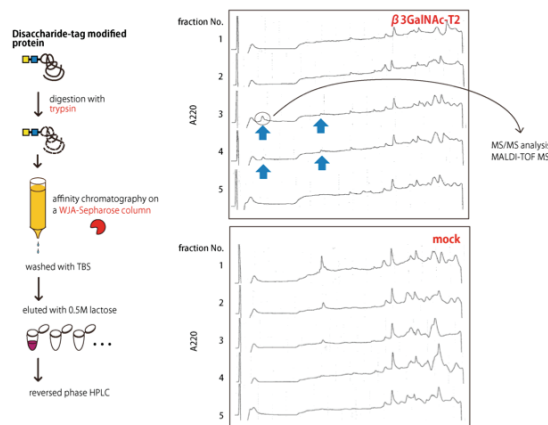 Disaccharide-tag modified
protein
digestion with
trypsin
affinity chromatography on
a WJA-Sepharose column
washed with TBS
eluted with 0.5M lactose
reversed phase HPLC
fraction No.
β3GalNAc-T2
1
2
A220
3
4
5
MS/MS analysis
MALDI-TOF MS
fraction No.
mock
1
2
A220
3
4
5